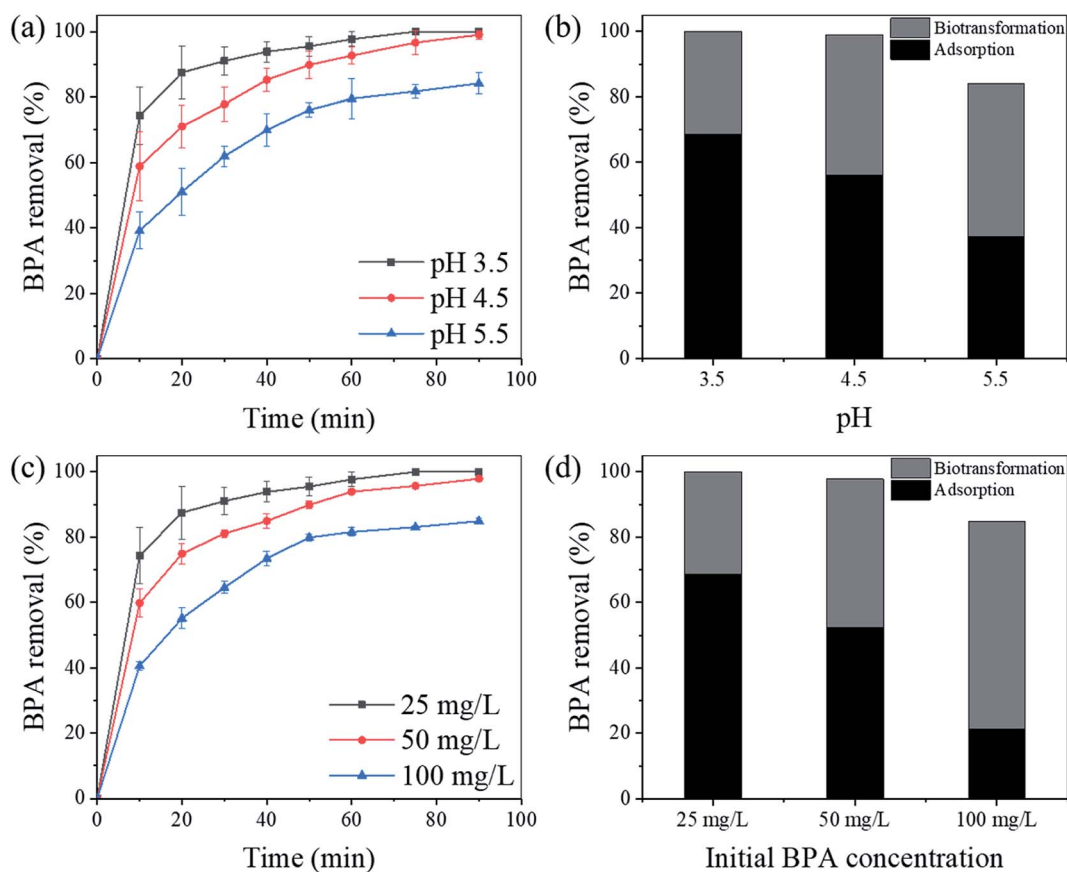 (a)
BPA removal (%)
100
80
60
40
20
0
pH 3.5
pH 4.5
pH 5.5
0 20 40 60 80 100
Time (min)
(b)
BPA removal (%)
100
80
60
40
20
0
Biotransformation
Adsorption
3.5 4.5 5.5
pH
(c)
BPA removal (%)
100
80
60
40
20
0
25 mg/L
50 mg/L
100 mg/L
0 20 40 60 80 100
Time (min)
(d)
BPA removal (%)
100
80
60
40
20
0
Biotransformation
Adsorption
25 mg/L 50 mg/L 100 mg/L
Initial BPA concentration